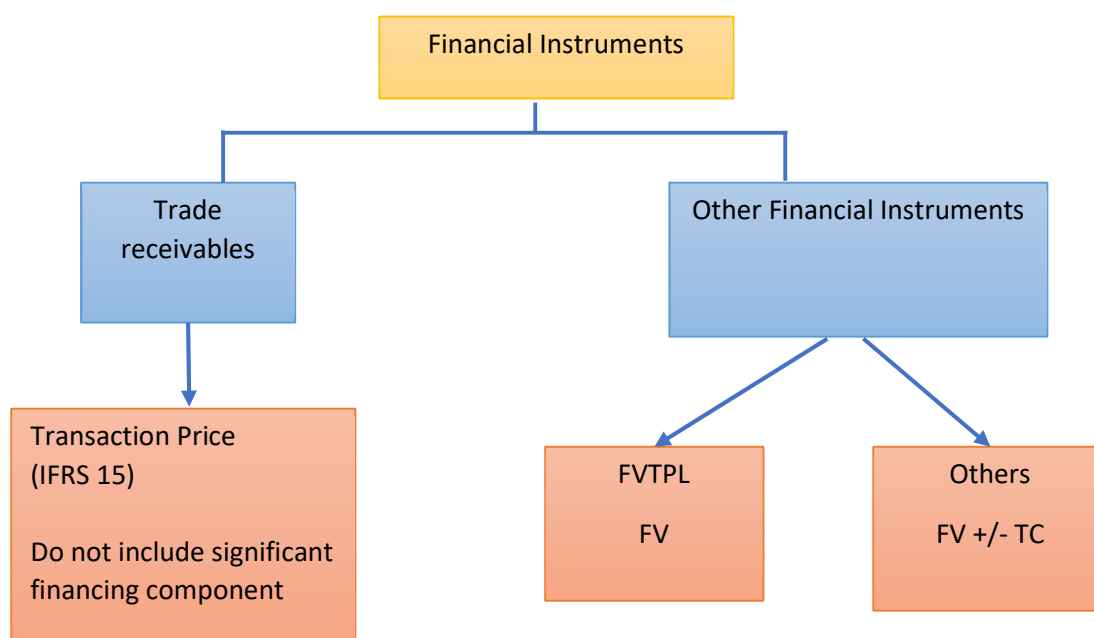 Financial Instruments
Trade
receivables
Other Financial Instruments
Transaction Price
(IFRS 15)
Do not include significant
financing component
FVTPL
FV
Others
FV +/- TC